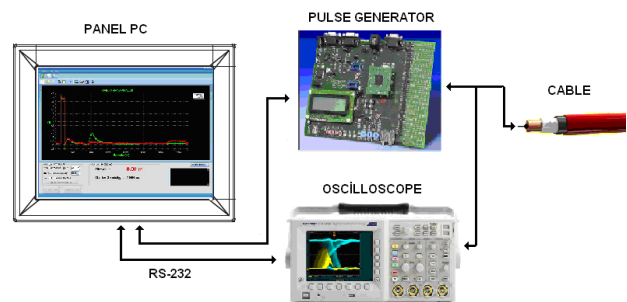 PULSE GENERATOR
PANEL PC
CABLE
OSCİLLOSCOPE
RS-232